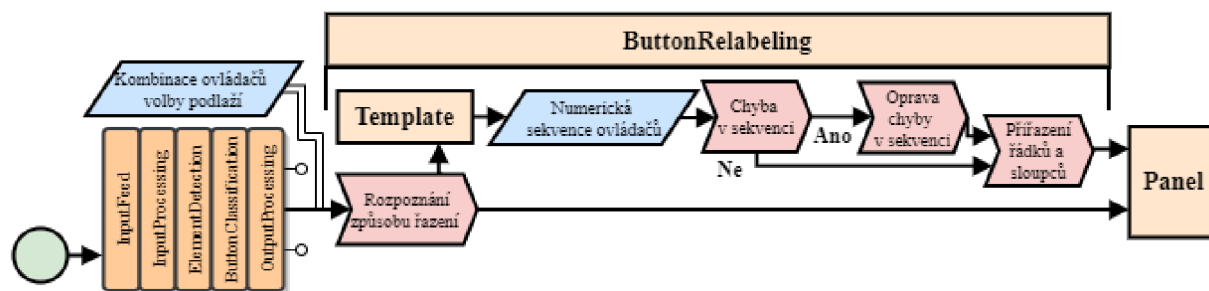 ButtonRelabeling
Kombinace ovládačů
volby podlaží
Template
Numerická
sekvence ovládačů
Chyba
v sekvenci
Ano
Ne
Oprava
chyby
v sekvenci
Přiřazení
řádků a
sloupců
Panel
InputFeed
InputProcessing
ElementDetection
ButtonClassification
OutputProcessing
Rozpoznání
způsobu řazení